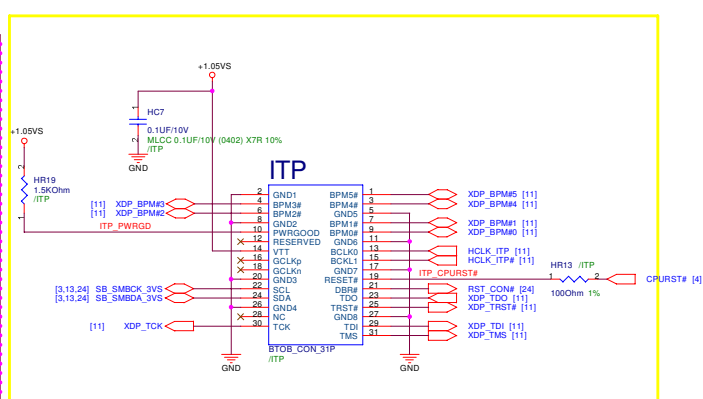 +1.05VS
1
HC7
0.1UF/10V
MLCC 0.1UF/10V (0402) X7R 10%
/ITP
2
GND
+1.05VS
2
HR19
1.5KOhm
/ITP
1
ITP
[11] XDP_BPM#3
[11] XDP_BPM#2
ITP_PWRGD
[3,13,24] SB_SMBCK_3VS
[3,13,24] SB_SMBDA_3VS
[11] XDP_TCK
2 GND1
4 BPM3#
6 BPM2#
8 GND2
10 PWRGOOD
12 RESERVED
14 VTT
16 GCLKp
18 GCLKn
20 GND3
22 SCL
24 SDA
26 GND4
28 NC
30 TCK
BPM5# 1
BPM4# 3
GND5 5
BPM1# 7
BPM0# 9
GND6 11
BCLK0 13
BCLK1 15
GND7 17
RESET# 19
DBR# 21
TDO 23
TRST# 25
GND8 27
TDI 29
TMS 31
XDP_BPM#5 [11]
XDP_BPM#4 [11]
XDP_BPM#1 [11]
XDP_BPM#0 [11]
HCLK_ITP [11]
HCLK_ITP# [11]
ITP_CPURST#
HR13 /ITP
1 2
100Ohm 1%
CPURST# [4]
RST_CON# [24]
XDP_TDO [11]
XDP_TRST# [11]
XDP_TDI [11]
XDP_TMS [11]
BTOB_CON_31P
/ITP
GND
GND